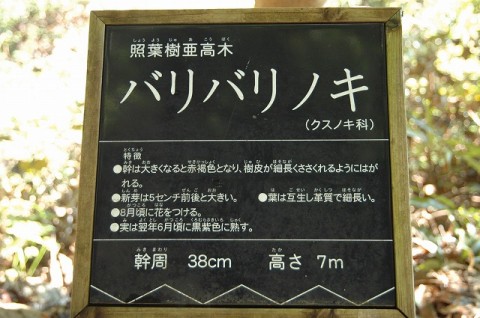 照葉樹亜高木
バリバリノキ
（クスノキ科）
特徴
●幹は大きくなると赤褐色となり、樹皮が細長くささくれるようにはが
れる。
●新芽は5センチ前後と大きい。 ●葉は互生し革質で細長い。
●8月頃に花をつける。
●実は翌年6月頃に黒紫色に熟す。
幹周 38cm 高さ 7m